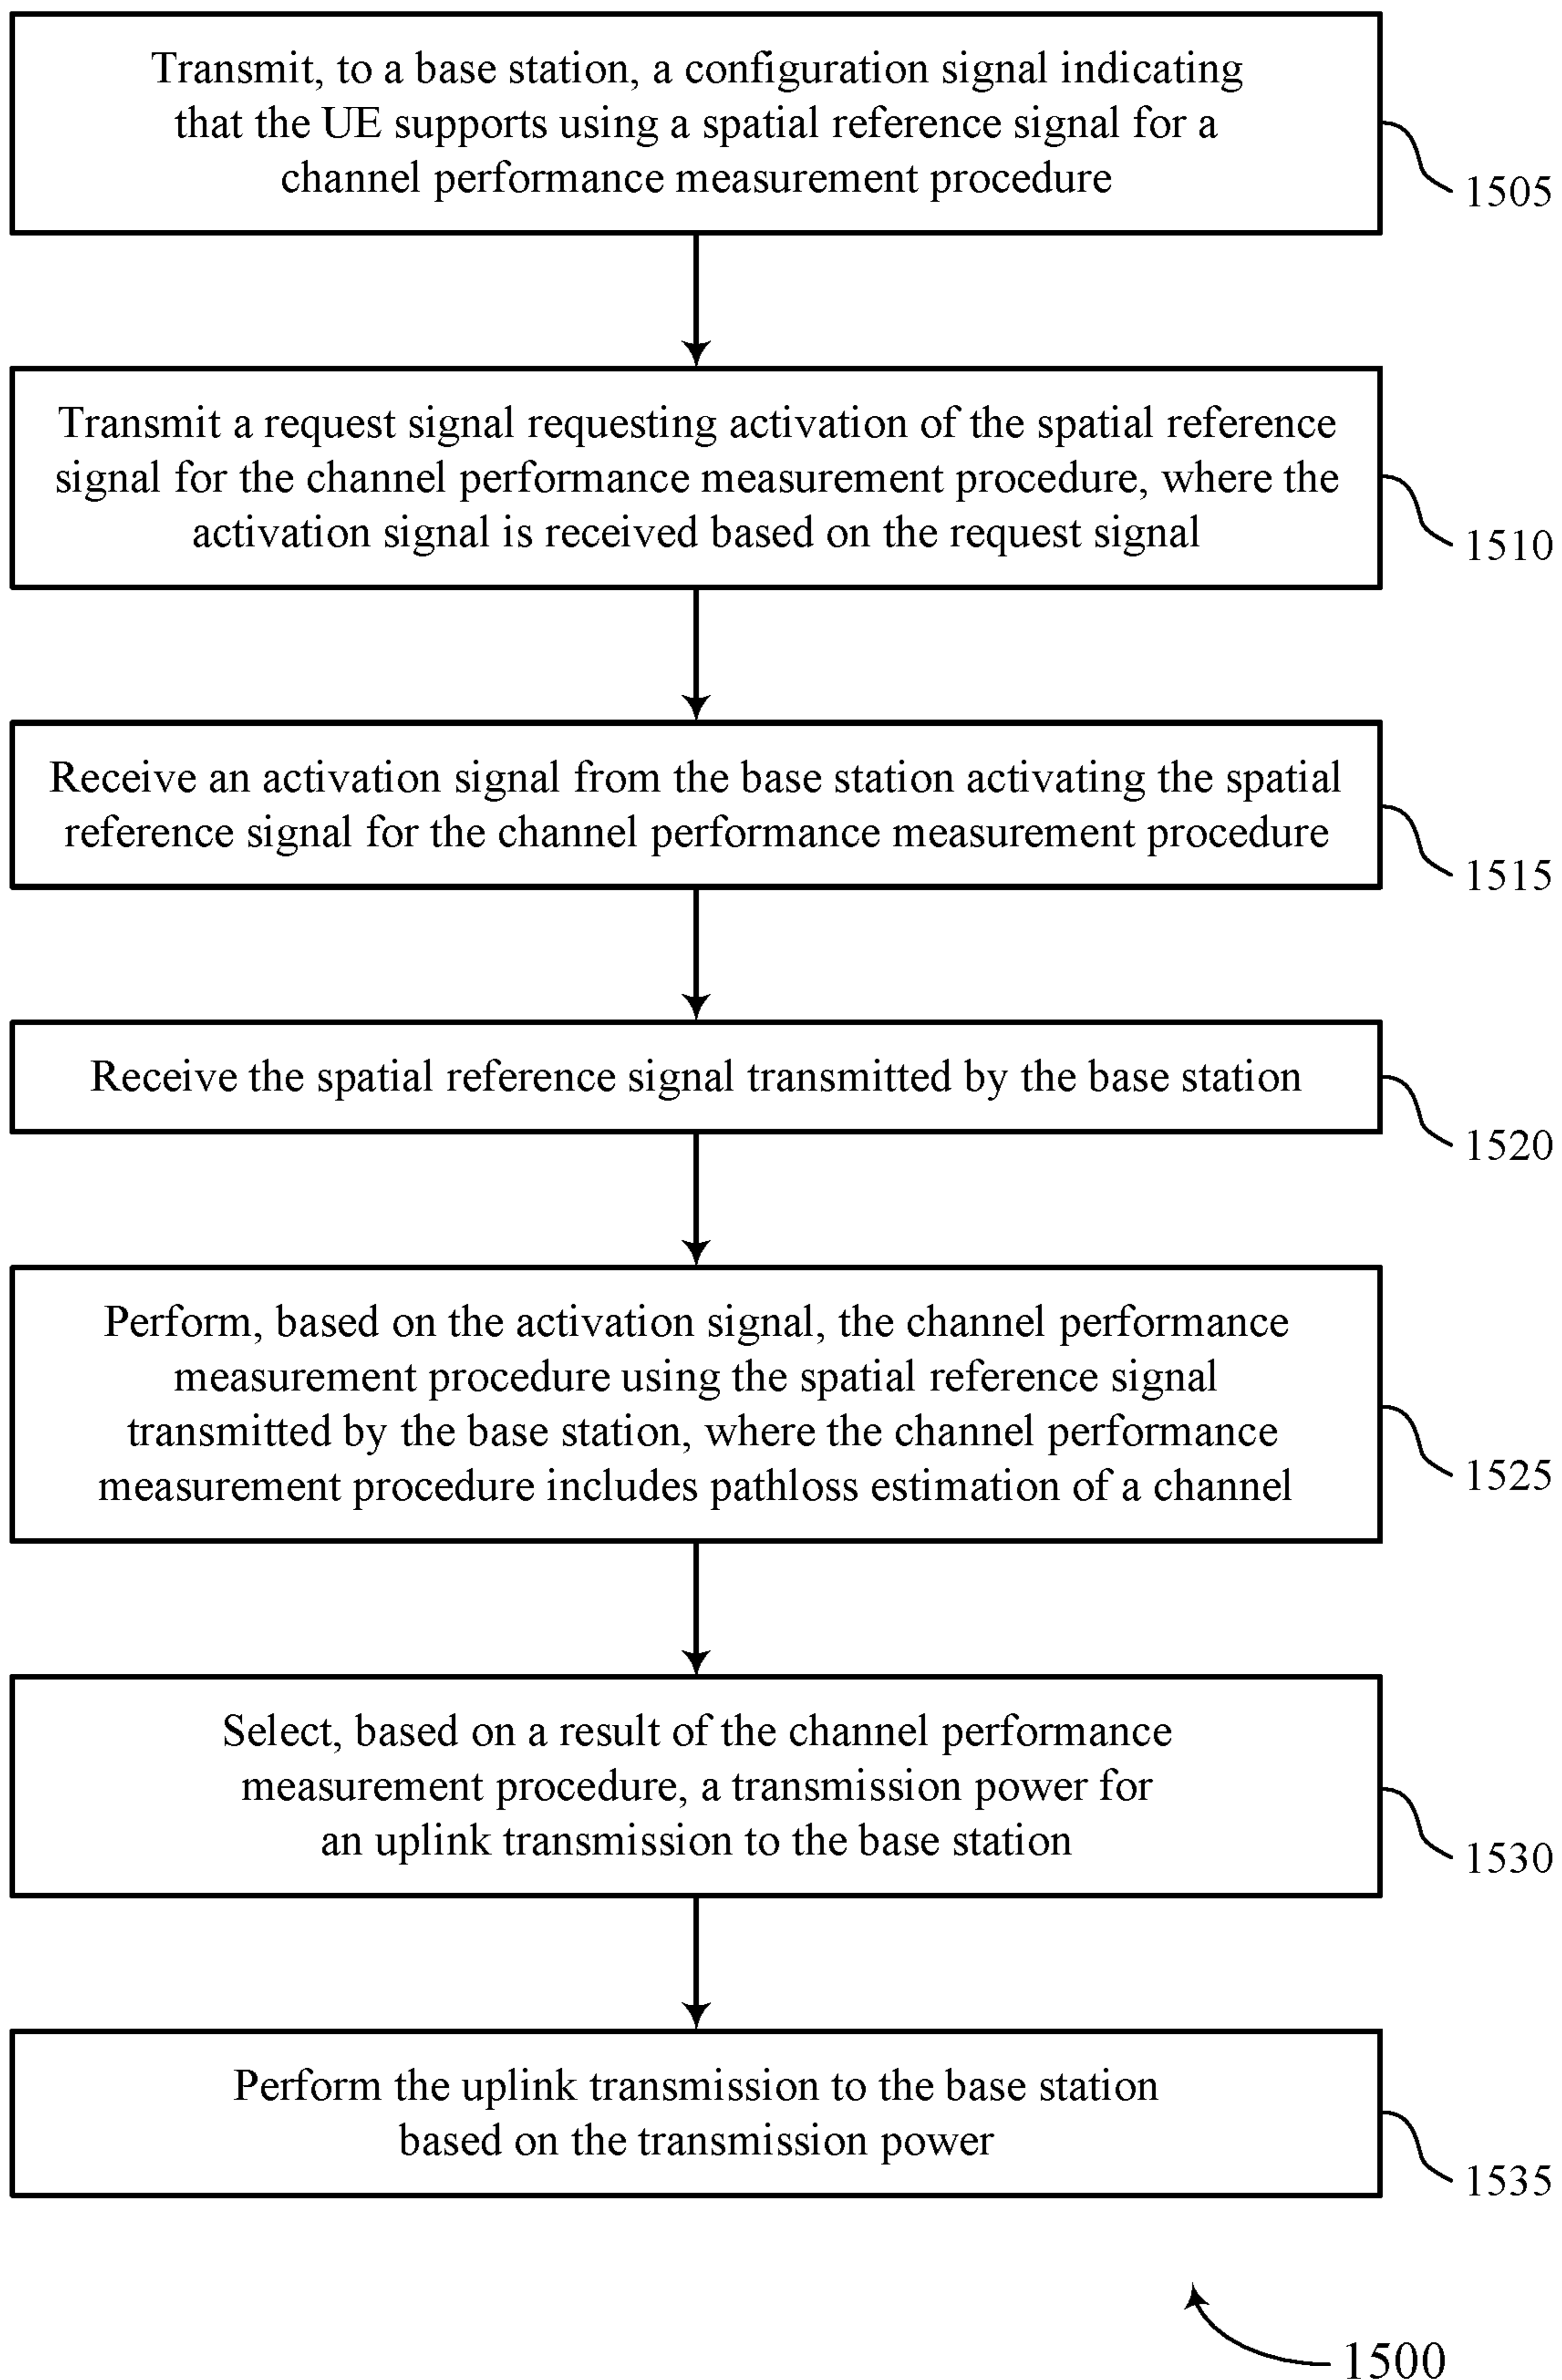 Transmit, to a base station, a configuration signal indicating
that the UE supports using a spatial reference signal for a
channel performance measurement procedure
1505
Transmit a request signal requesting activation of the spatial reference
signal for the channel performance measurement procedure, where the
activation signal is received based on the request signal
1510
Receive an activation signal from the base station activating the spatial
reference signal for the channel performance measurement procedure
1515
Receive the spatial reference signal transmitted by the base station
1520
Perform, based on the activation signal, the channel performance
measurement procedure using the spatial reference signal
transmitted by the base station, where the channel performance
measurement procedure includes pathloss estimation of a channel
1525
Select, based on a result of the channel performance
measurement procedure, a transmission power for
an uplink transmission to the base station
1530
Perform the uplink transmission to the base station
based on the transmission power
1535
1500